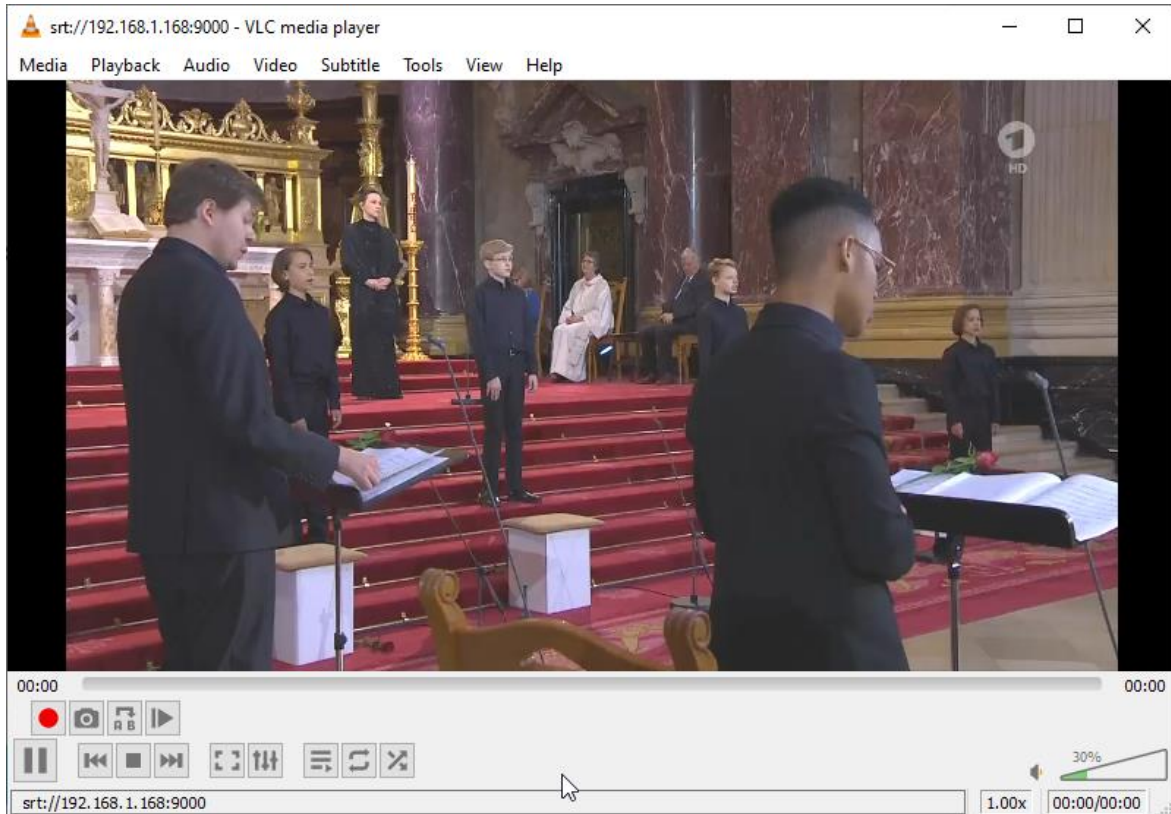 srt://192.168.1.168:9000 - VLC media player
Media Playback Audio Video Subtitle Tools View Help
1
HD
00:00 00:00
A B
30%
srt://192.168.1.168:9000 1.00x 00:00/00:00